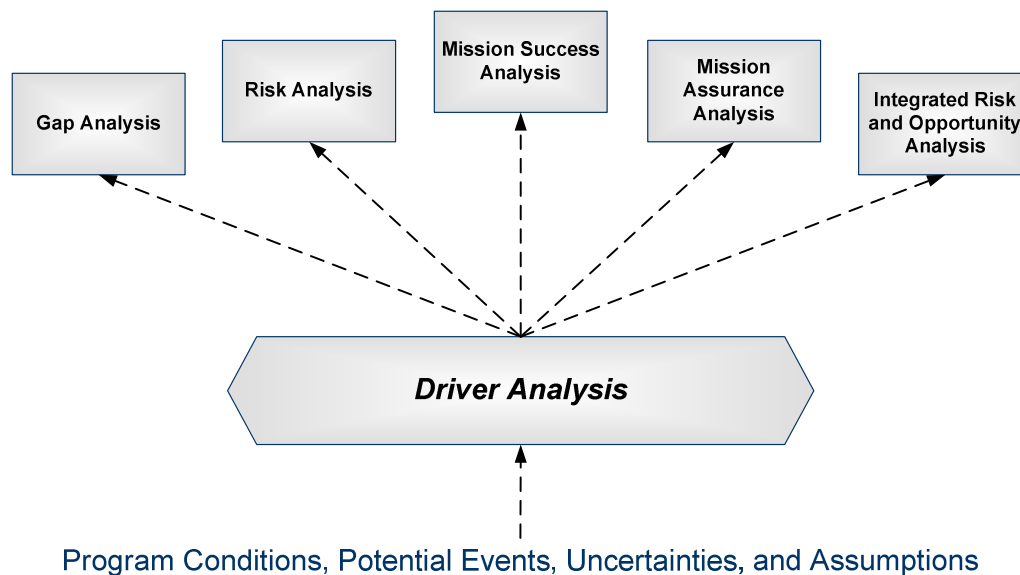 Gap Analysis
Risk Analysis
Mission Success
Analysis
Mission
Assurance
Analysis
Integrated Risk
and Opportunity
Analysis
Driver Analysis
Program Conditions, Potential Events, Uncertainties, and Assumptions